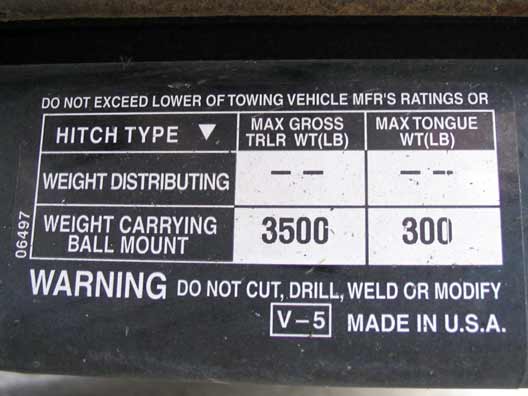 DO NOT EXCEED LOWER OF TOWING VEHICLE MFR'S RATINGS OR
HITCH TYPE ▼ MAX GROSS TRLR WT(LB) MAX TONGUE WT(LB)
WEIGHT DISTRIBUTING -- --
WEIGHT CARRYING BALL MOUNT 3500 300
06497
WARNING DO NOT CUT, DRILL, WELD OR MODIFY
V-5 MADE IN U.S.A.